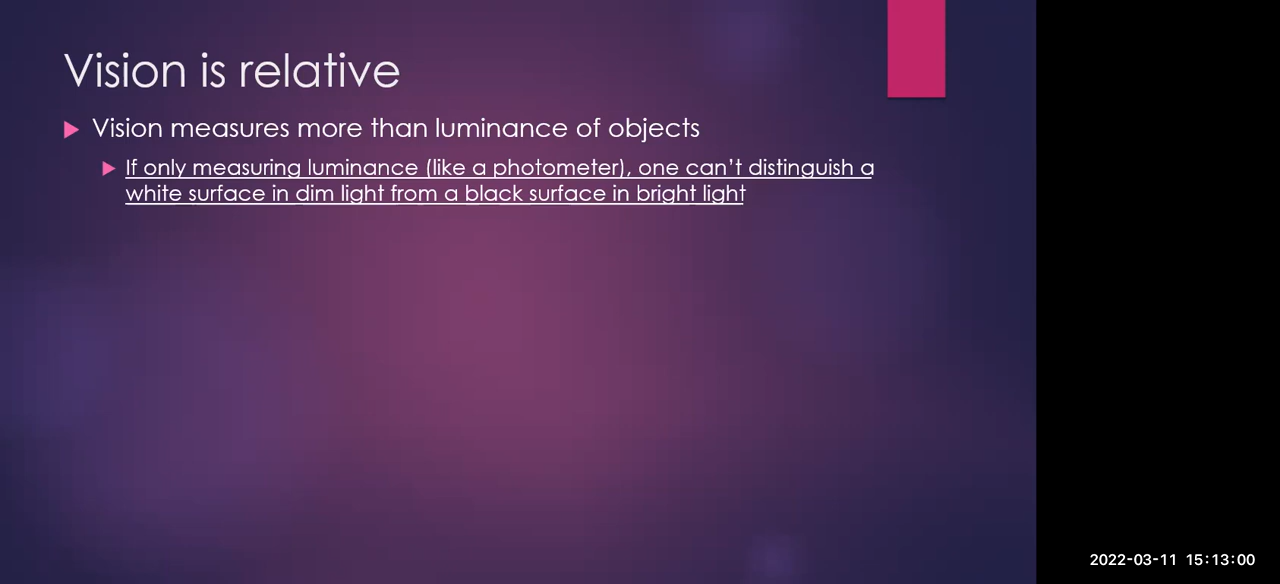 Vision is relative
Vision measures more than luminance of objects
If only measuring luminance (like a photometer), one can’t distinguish a
white surface in dim light from a black surface in bright light
2022-03-11 15:13:00